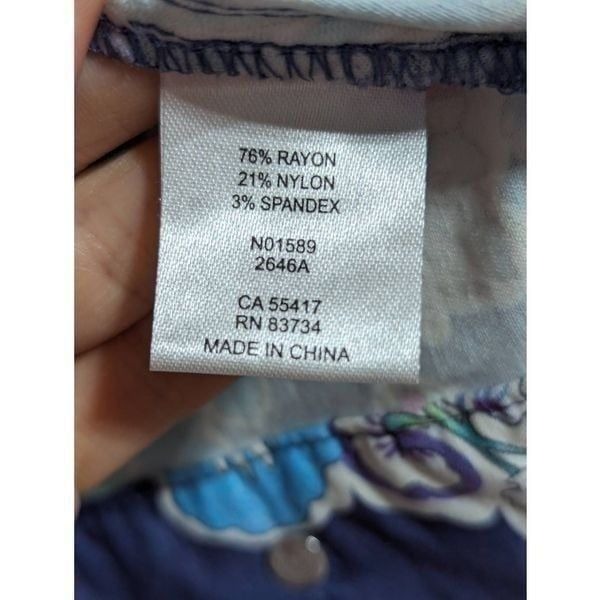 76% RAYON
21% NYLON
3% SPANDEX
N01589
2646A
CA 55417
RN 83734
MADE IN CHINA